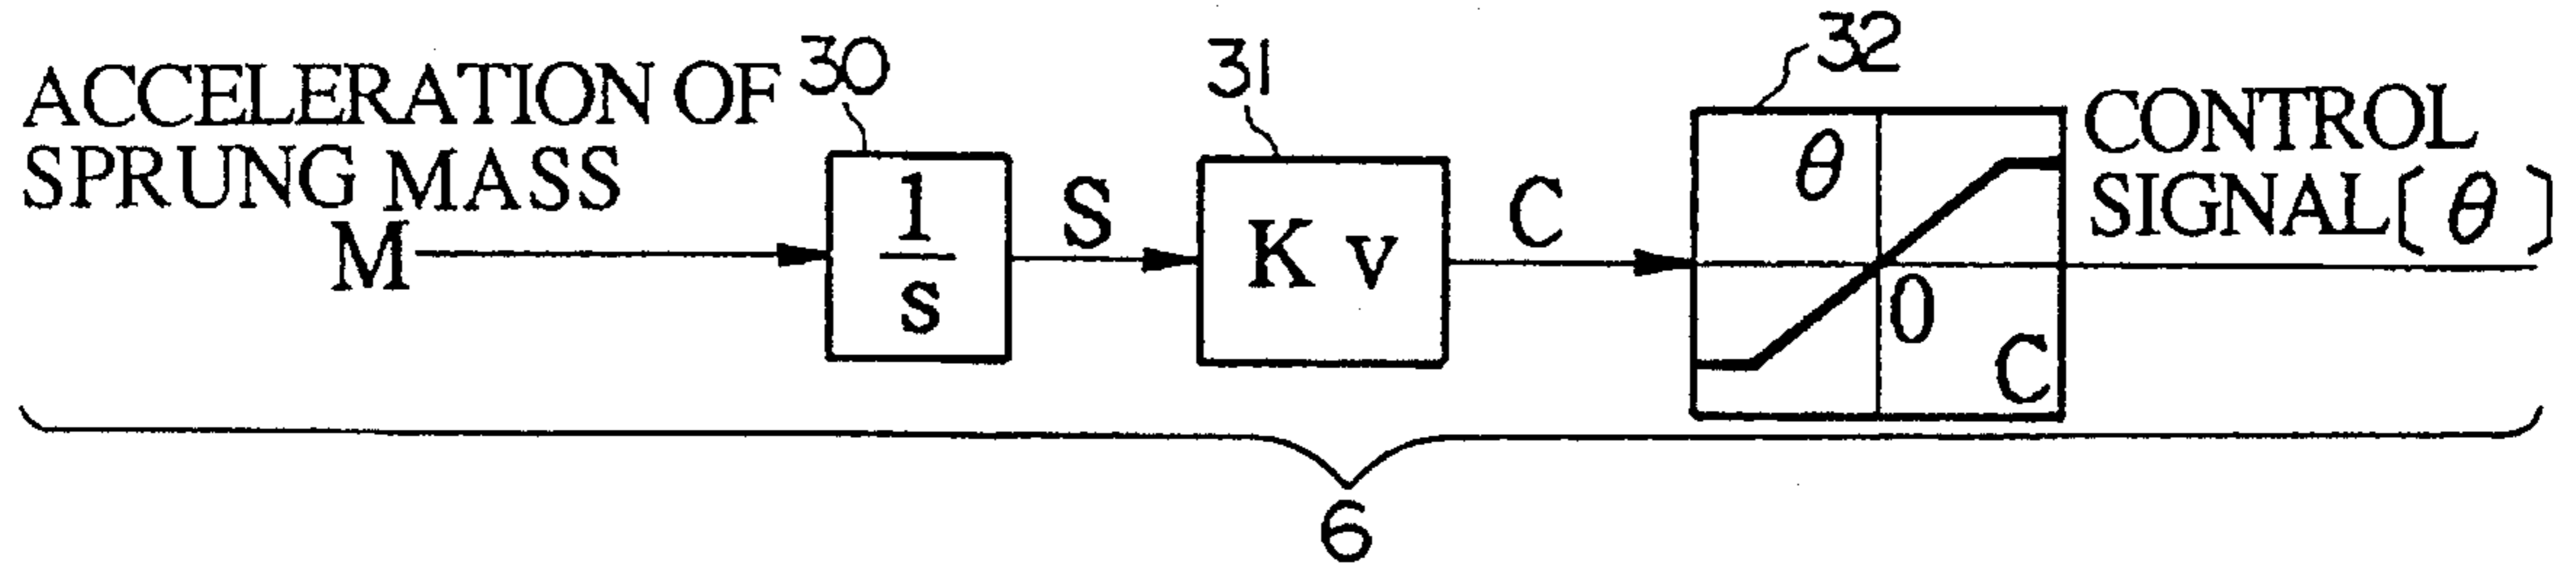 ACCELERATION OF
SPRUNG MASS
M
30
1
s
S
31
K v
C
32
θ
0
C
CONTROL
SIGNAL[ θ ]
6